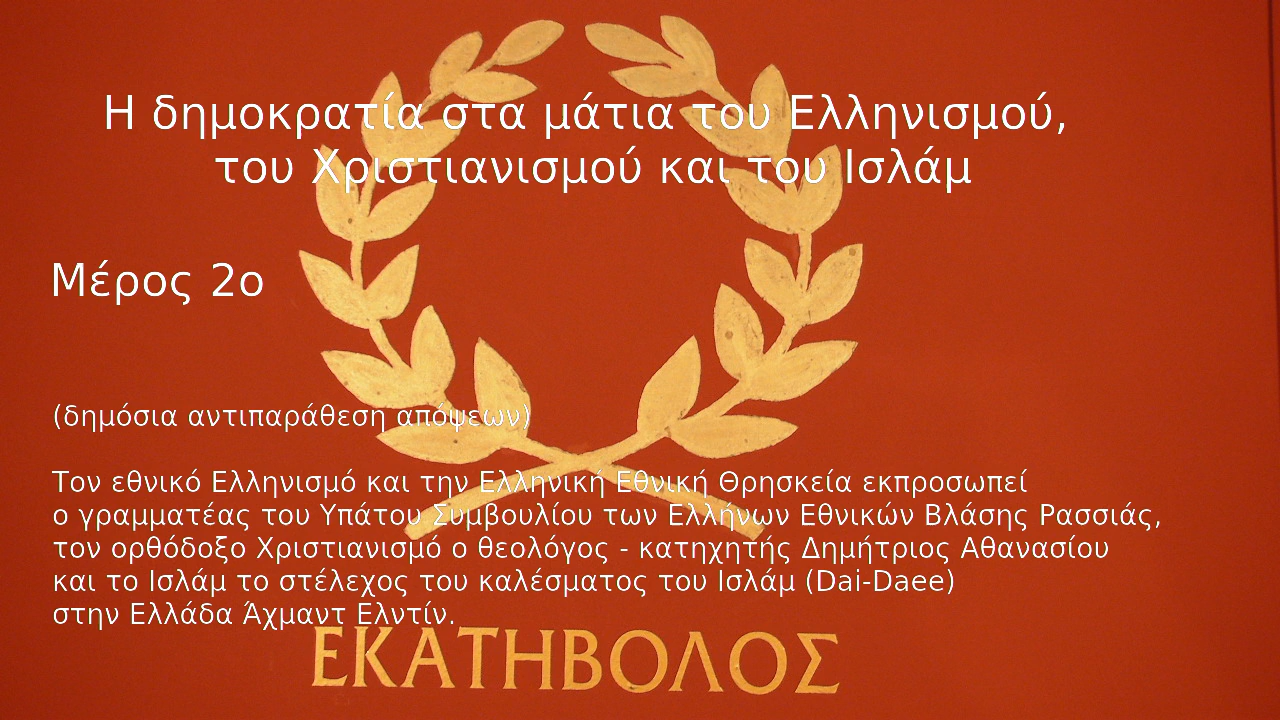 Η δημοκρατία στα μάτια του Ελληνισμού,
του Χριστιανισμού και του Ισλάμ
Μέρος 2ο
(δημόσια αντιπαράθεση απόψεων)
Τον εθνικό Ελληνισμό και την Ελληνική Εθνική Θρησκεία εκπροσωπεί
ο γραμματέας του Υπάτου Συμβουλίου των Ελλήνων Εθνικών Βλάσης Ρασσιάς,
τον ορθόδοξο Χριστιανισμό ο θεολόγος - κατηχητής Δημήτριος Αθανασίου
και το Ισλάμ το στέλεχος του καλέσματος του Ισλάμ (Dai-Daee)
στην Ελλάδα Άχμαντ Ελντίν.
ΕΚΑΤΗΒΟΛΟΣ